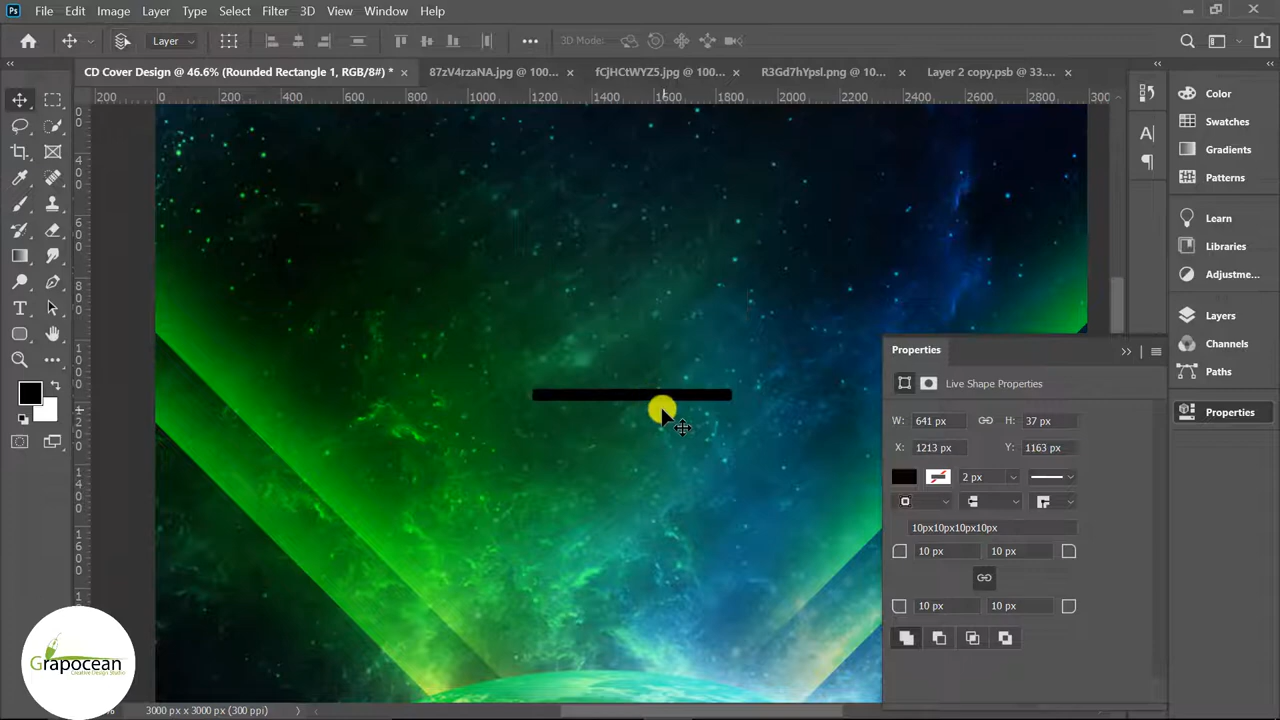 Ps File Edit Image Layer Type Select Filter 3D View Window Help
Layer 3D Mode:
CD Cover Design @ 46.6% (Rounded Rectangle 1, RGB/8#) * × 87zV4rzaNA.jpg @ 100... × fCjHCtWYZ5.jpg @ 100... × R3Gd7hYpsl.png @ 10... × Layer 2 copy.psb @ 33.... ×
200 0 200 400 600 800 1000 1200 1400 1600 1800 2000 2200 2400 2600 2800 300
Color
Swatches
Gradients
Patterns
Learn
Libraries
Adjustme...
Layers
Channels
Paths
Properties
Properties
Live Shape Properties
W: 641 px H: 37 px
X: 1213 px Y: 1163 px
2 px
10px10px10px10px
10 px 10 px
10 px 10 px
Grapocean
Creative Design Studio
3000 px x 3000 px (300 ppi)